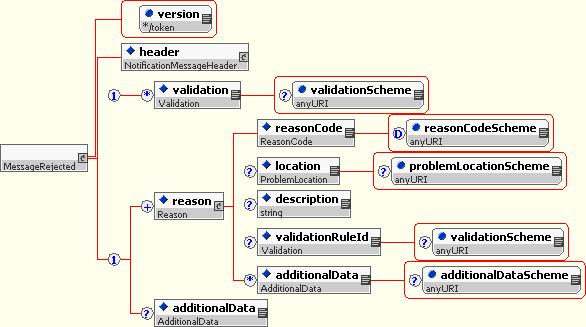 version
*/token
header
NotificationMessageHeader
1
*
validation
Validation
?
validationScheme
anyURI
MessageRejected
reasonCode
ReasonCode
D
reasonCodeScheme
anyURI
?
location
ProblemLocation
?
problemLocationScheme
anyURI
+
reason
Reason
?
description
string
?
validationRuleId
Validation
?
validationScheme
anyURI
1
*
additionalData
AdditionalData
?
additionalDataScheme
anyURI
?
additionalData
AdditionalData